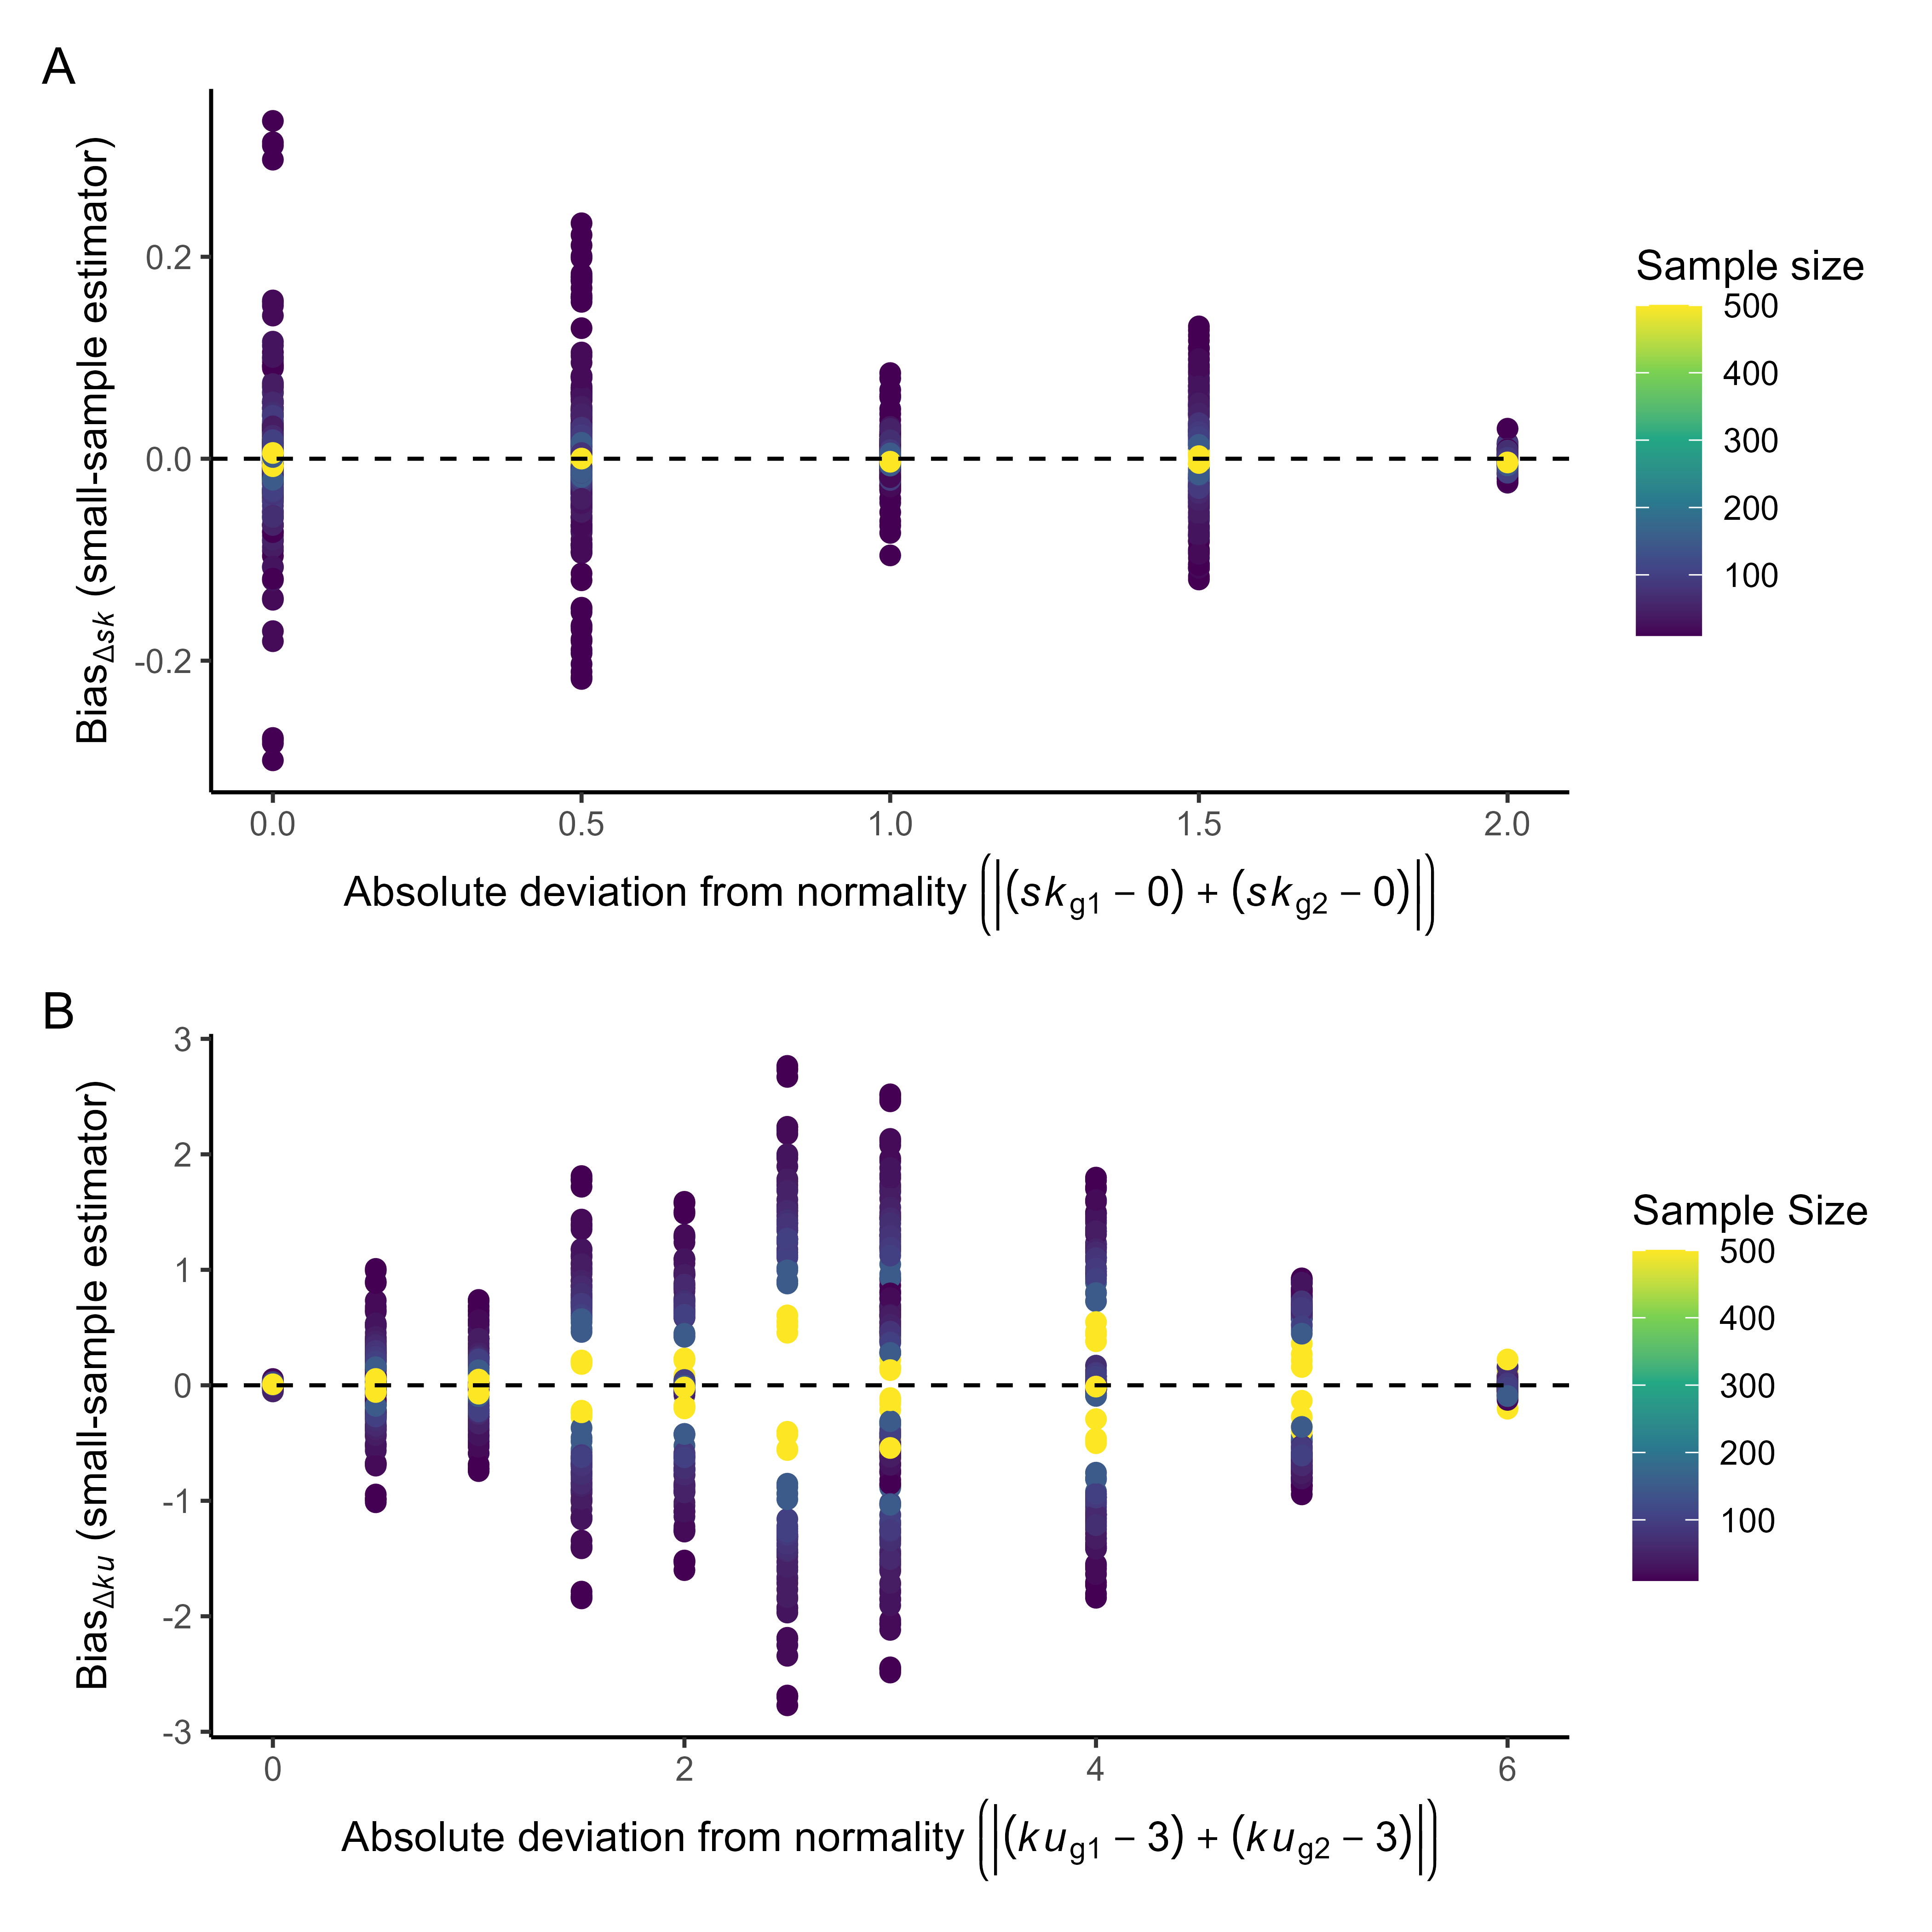 A
Bias_Δsk (small-sample estimator)
0.2
0.0
-0.2
0.0 0.5 1.0 1.5 2.0
Absolute deviation from normality (|(sk_g1 − 0) + (sk_g2 − 0)|)
Sample size
500
400
300
200
100
B
Bias_Δku (small-sample estimator)
3
2
1
0
-1
-2
-3
0 2 4 6
Absolute deviation from normality (|(ku_g1 − 3) + (ku_g2 − 3)|)
Sample Size
500
400
300
200
100